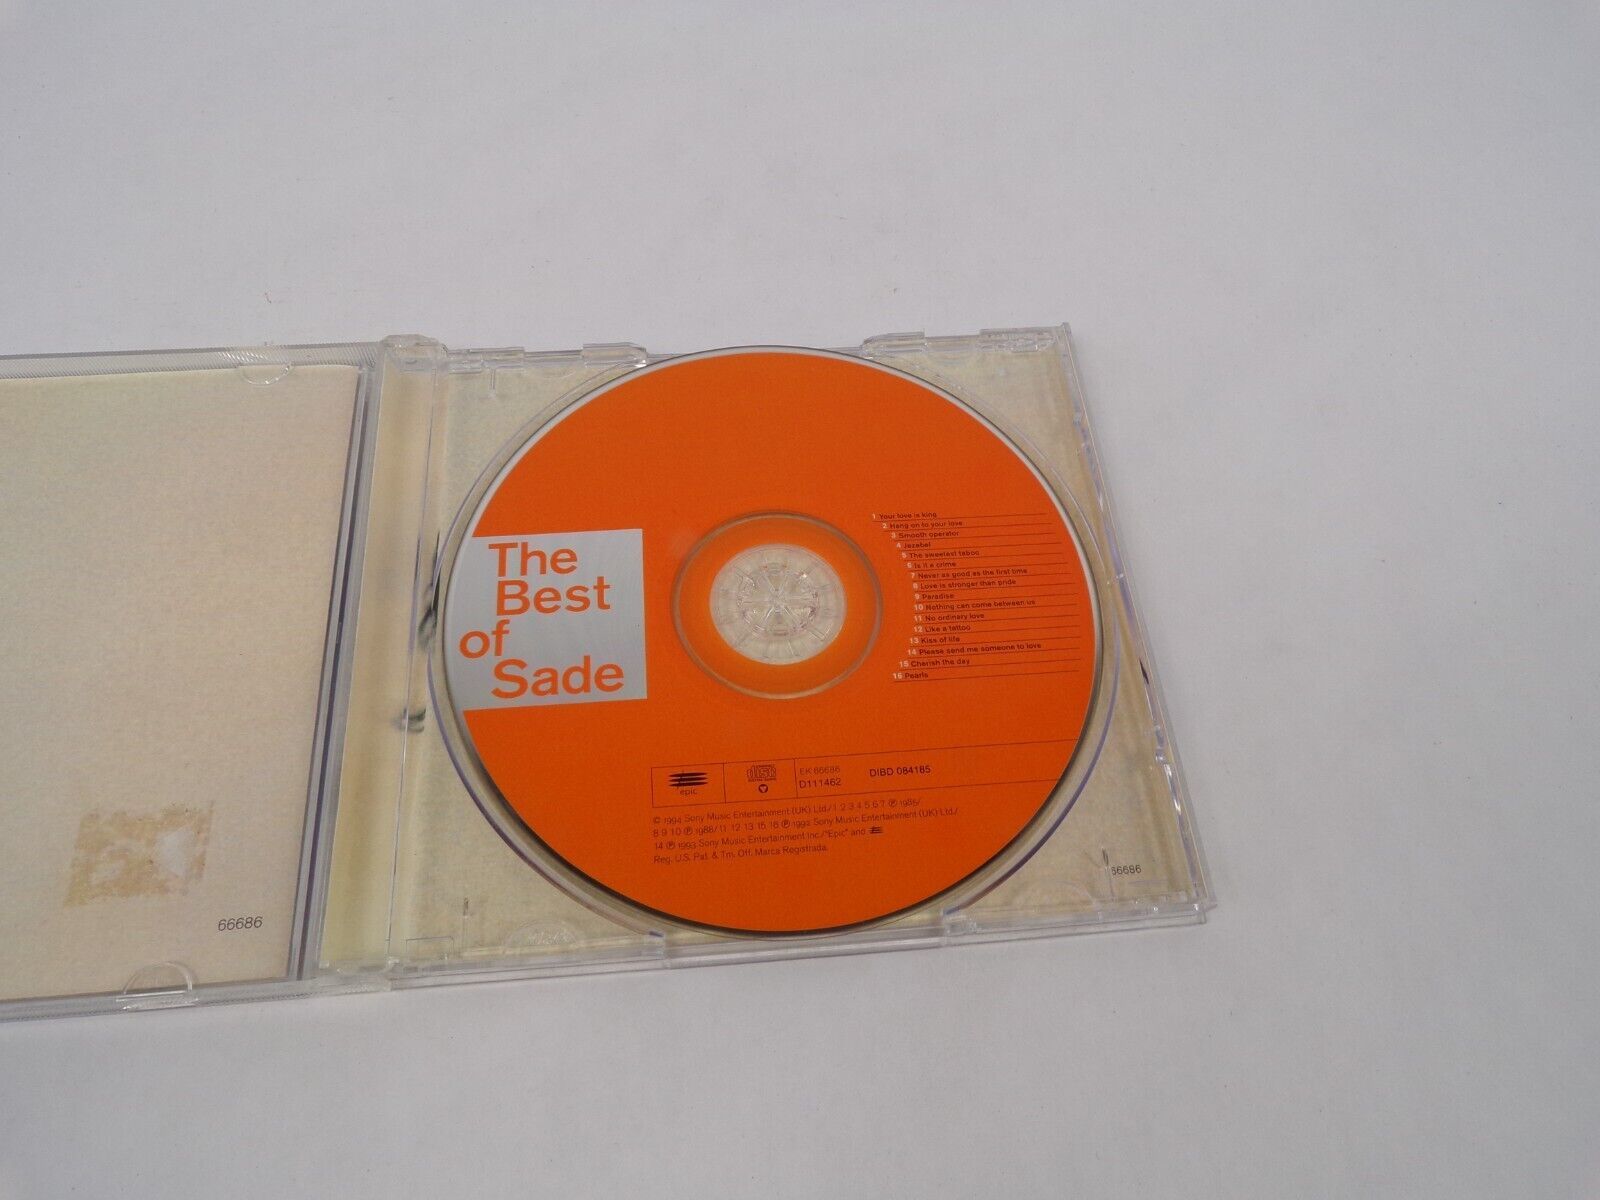 The
Best
of
Sade
1 Your love is king
2 Hang on to your love
3 Smooth operator
4 Jezebel
5 The sweetest taboo
6 Is it a crime
7 Never as good as the first time
8 Love is stronger than pride
9 Paradise
10 Nothing can come between us
11 No ordinary love
12 Like a tattoo
13 Kiss of life
14 Please send me someone to love
15 Cherish the day
16 Pearls
epic
COMPACT
disc
DIGITAL AUDIO
EK 66686
D111462
DIBD 084185
© 1994 Sony Music Entertainment (UK) Ltd./1 2 3 4 5 6 7 ℗ 1985/
8 9 10 ℗ 1988/ 11 12 13 15 16 ℗ 1992 Sony Music Entertainment (UK) Ltd./
14 ℗ 1993 Sony Music Entertainment Inc./"Epic" and
Reg. U.S. Pat. & Tm. Off. Marca Registrada.
66686
66686